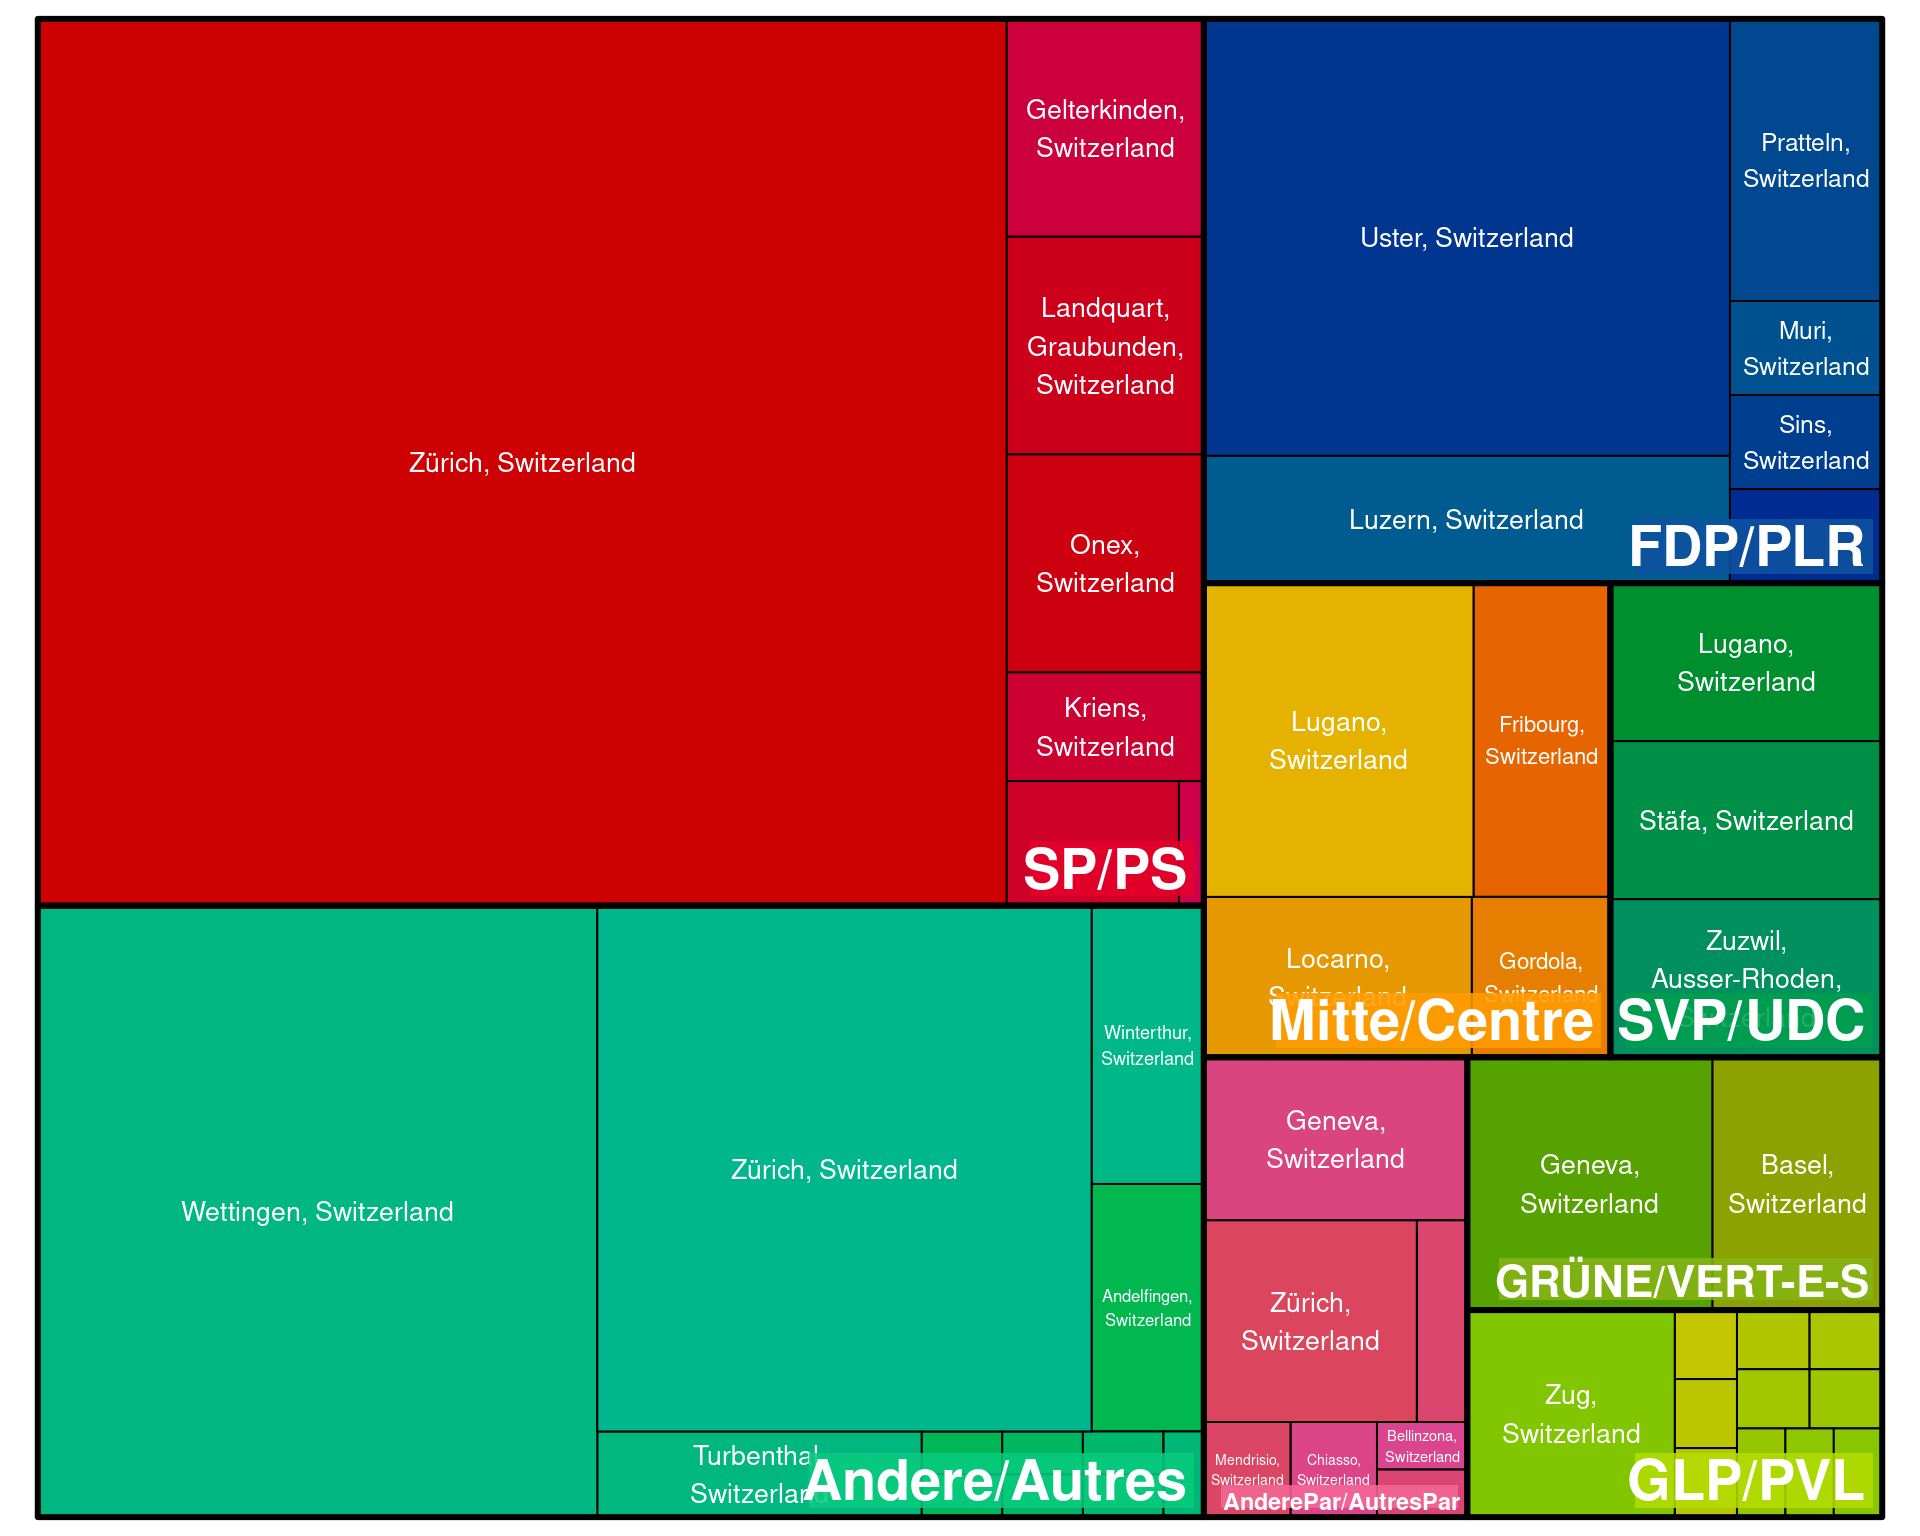 Zürich, Switzerland
Gelterkinden,
Switzerland
Landquart,
Graubunden,
Switzerland
Onex,
Switzerland
Kriens,
Switzerland
SP/PS
Wettingen, Switzerland
Zürich, Switzerland
Winterthur,
Switzerland
Andelfingen,
Switzerland
Turbenthal,
Switzerland
Andere/Autres
Uster, Switzerland
Pratteln,
Switzerland
Muri,
Switzerland
Sins,
Switzerland
Luzern, Switzerland
FDP/PLR
Lugano,
Switzerland
Fribourg,
Switzerland
Locarno,
Switzerland
Gordola,
Switzerland
Mitte/Centre
Lugano,
Switzerland
Stäfa, Switzerland
Zuzwil,
Ausser-Rhoden,
Switzerland
SVP/UDC
Geneva,
Switzerland
Zürich,
Switzerland
Mendrisio,
Switzerland
Chiasso,
Switzerland
Bellinzona,
Switzerland
AnderePar/AutresPar
Geneva,
Switzerland
Basel,
Switzerland
GRÜNE/VERT-E-S
Zug,
Switzerland
GLP/PVL